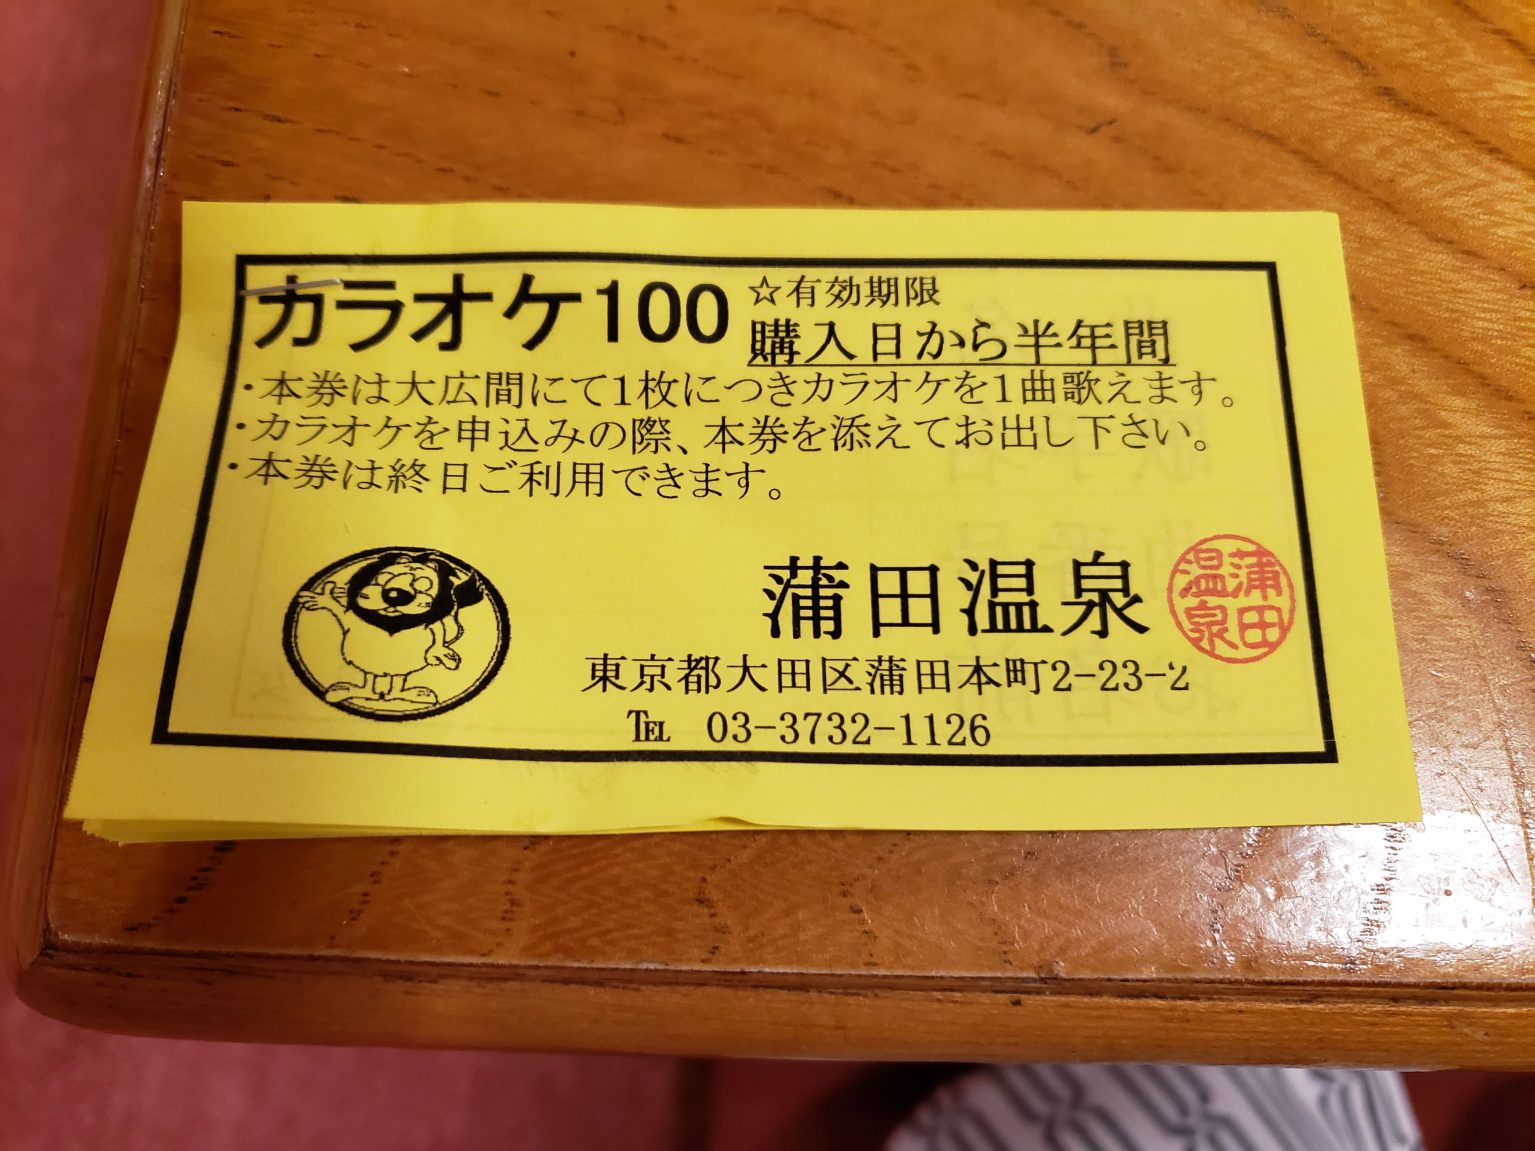 カラオケ100
☆有効期限
購入日から半年間
・本券は大広間にて1枚につきカラオケを1曲歌えます。
・カラオケを申込みの際、本券を添えてお出し下さい。
・本券は終日ご利用できます。
蒲田温泉
蒲田温泉
東京都大田区蒲田本町2-23-2
℡ 03-3732-1126